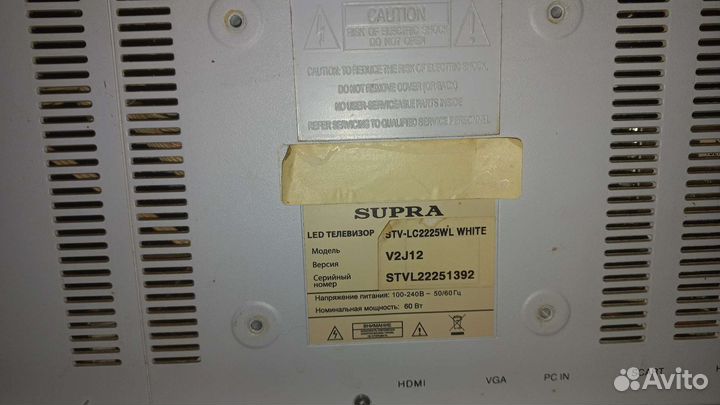 CAUTION
RISK OF ELECTRIC SHOCK
DO NOT OPEN
CAUTION: TO REDUCE THE RISK OF ELECTRIC SHOCK,
DO NOT REMOVE COVER (OR BACK)
NO USER-SERVICEABLE PARTS INSIDE
REFER SERVICING TO QUALIFIED SERVICE PERSONNEL
SUPRA
LED ТЕЛЕВИЗОР STV-LC2225WL WHITE
Модель
Версия V2J12
Серийный номер STVL22251392
Напряжение питания: 100-240В ~ 50/60Гц
Номинальная мощность: 60 Вт
ВНИМАНИЕ
HDMI VGA PC IN SCART H
Avito